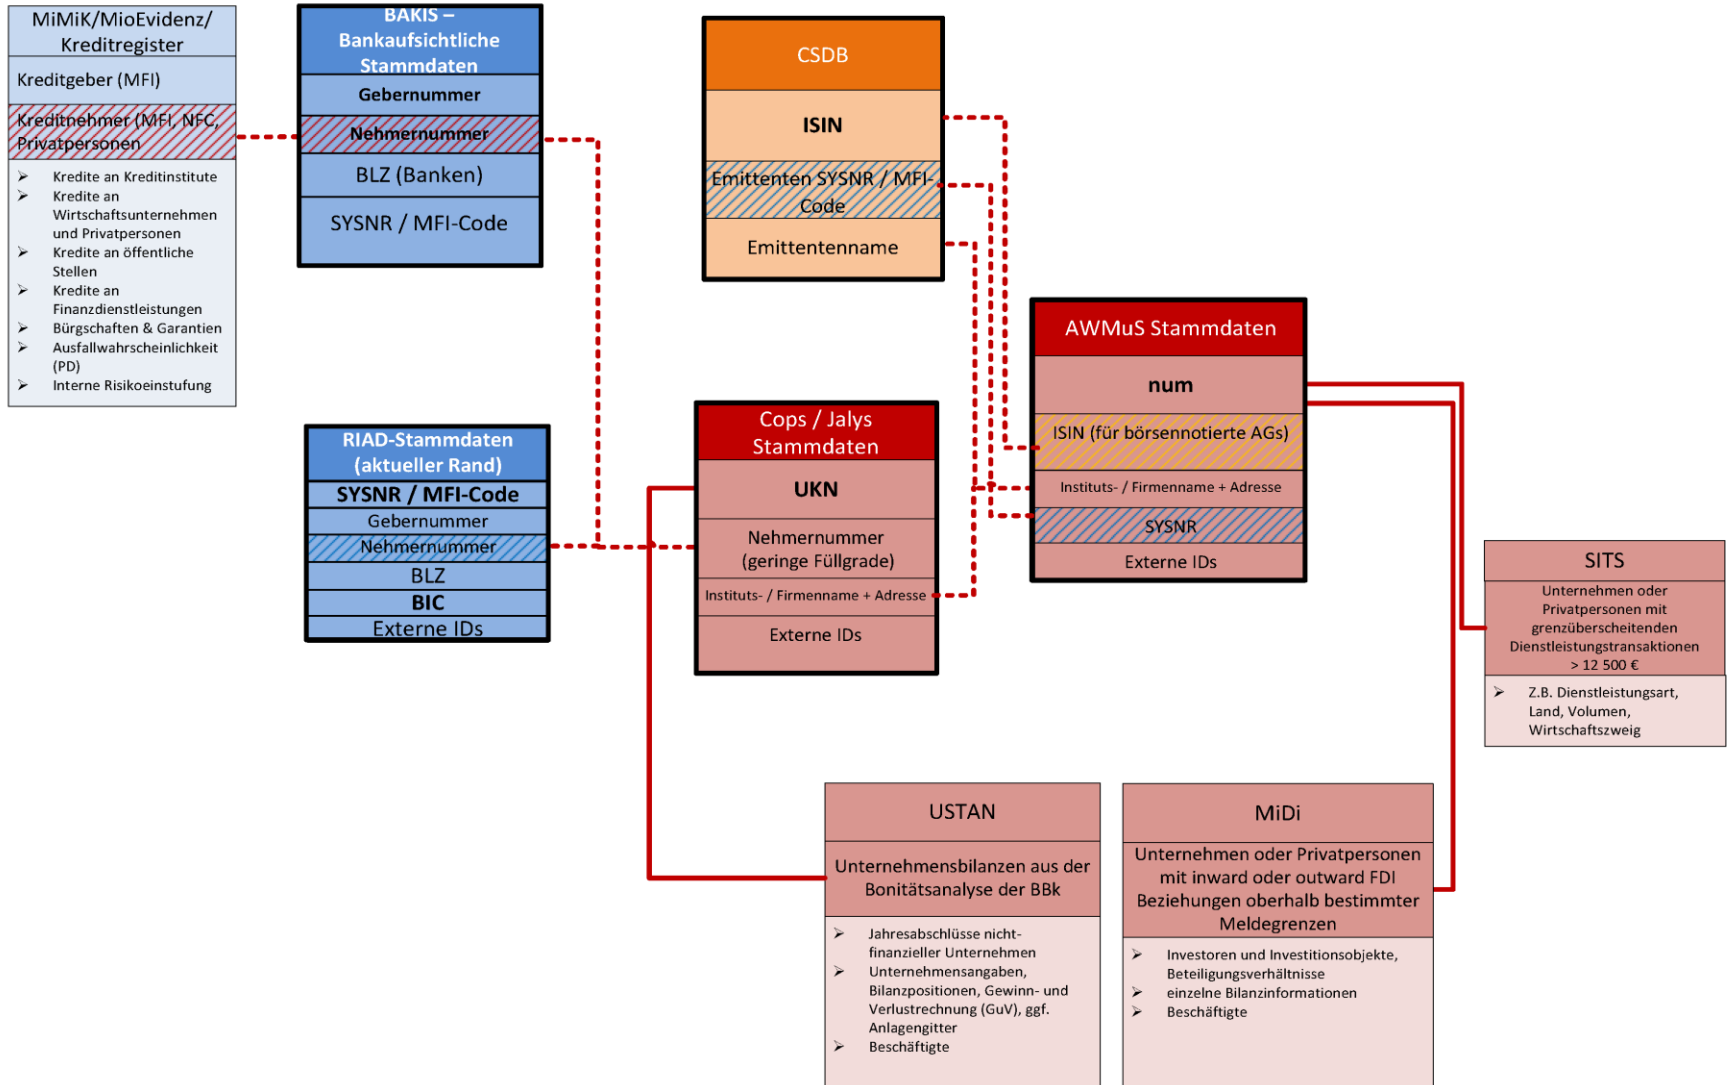 MiMiK/MioEvidenz/
Kreditregister
Kreditgeber (MFI)
Kreditnehmer (MFI, NFC,
Privatpersonen
➢ Kredite an Kreditinstitute
➢ Kredite an
Wirtschaftsunternehmen
und Privatpersonen
➢ Kredite an öffentliche
Stellen
➢ Kredite an
Finanzdienstleistungen
➢ Bürgschaften & Garantien
➢ Ausfallwahrscheinlichkeit
(PD)
➢ Interne Risikoeinstufung
BAKIS –
Bankaufsichtliche
Stammdaten
Gebernummer
Nehmernummer
BLZ (Banken)
SYSNR / MFI-Code
CSDB
ISIN
Emittenten SYSNR / MFI-
Code
Emittentenname
AWMuS Stammdaten
num
ISIN (für börsennotierte AGs)
Instituts- / Firmenname + Adresse
SYSNR
Externe IDs
RIAD-Stammdaten
(aktueller Rand)
SYSNR / MFI-Code
Gebernummer
Nehmernummer
BLZ
BIC
Externe IDs
Cops / Jalys
Stammdaten
UKN
Nehmernummer
(geringe Füllgrade)
Instituts- / Firmenname + Adresse
Externe IDs
SITS
Unternehmen oder
Privatpersonen mit
grenzüberscheitenden
Dienstleistungstransaktionen
> 12 500 €
➢ Z.B. Dienstleistungsart,
Land, Volumen,
Wirtschaftszweig
USTAN
Unternehmensbilanzen aus der
Bonitätsanalyse der BBk
➢ Jahresabschlüsse nicht-
finanzieller Unternehmen
➢ Unternehmensangaben,
Bilanzpositionen, Gewinn- und
Verlustrechnung (GuV), ggf.
Anlagengitter
➢ Beschäftigte
MiDi
Unternehmen oder Privatpersonen
mit inward oder outward FDI
Beziehungen oberhalb bestimmter
Meldegrenzen
➢ Investoren und Investitionsobjekte,
Beteiligungsverhältnisse
➢ einzelne Bilanzinformationen
➢ Beschäftigte